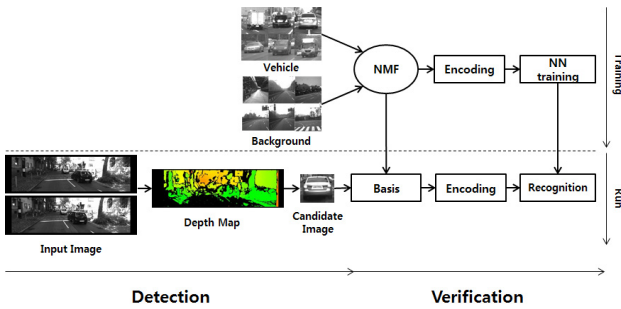 Vehicle
Background
NMF
Encoding
NN
training
Training
Input Image
Depth Map
Candidate
Image
Basis
Encoding
Recognition
Run
Detection
Verification